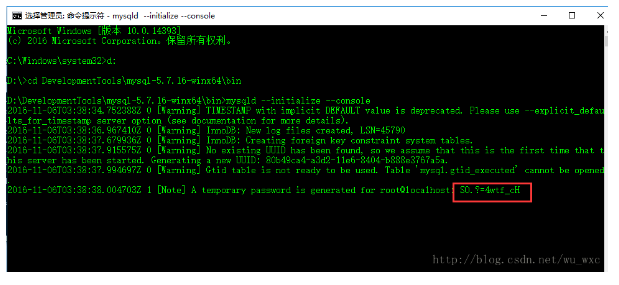 选择管理员: 命令提示符 - mysqld --initialize --console
Microsoft Windows [版本 10.0.14393]
(c) 2016 Microsoft Corporation。保留所有权利。
C:\Windows\system32>d:
D:\>cd DevelopmentTools\mysql-5.7.16-winx64\bin
D:\DevelopmentTools\mysql-5.7.16-winx64\bin>mysqld --initialize --console
2016-11-06T03:38:34.752388Z 0 [Warning] TIMESTAMP with implicit DEFAULT value is deprecated. Please use --explicit_defau
lts_for_timestamp server option (see documentation for more details).
2016-11-06T03:38:36.967410Z 0 [Warning] InnoDB: New log files created, LSN=45790
2016-11-06T03:38:37.679936Z 0 [Warning] InnoDB: Creating foreign key constraint system tables.
2016-11-06T03:38:37.915575Z 0 [Warning] No existing UUID has been found, so we assume that this is the first time that t
his server has been started. Generating a new UUID: 80b49ca4-a3d2-11e6-8404-b888e3767a5a.
2016-11-06T03:38:37.994697Z 0 [Warning] Gtid table is not ready to be used. Table 'mysql.gtid_executed' cannot be opened
2016-11-06T03:38:38.004703Z 1 [Note] A temporary password is generated for root@localhost: SO.?=4wtf_cH
http://blog.csdn.net/wu_wxc